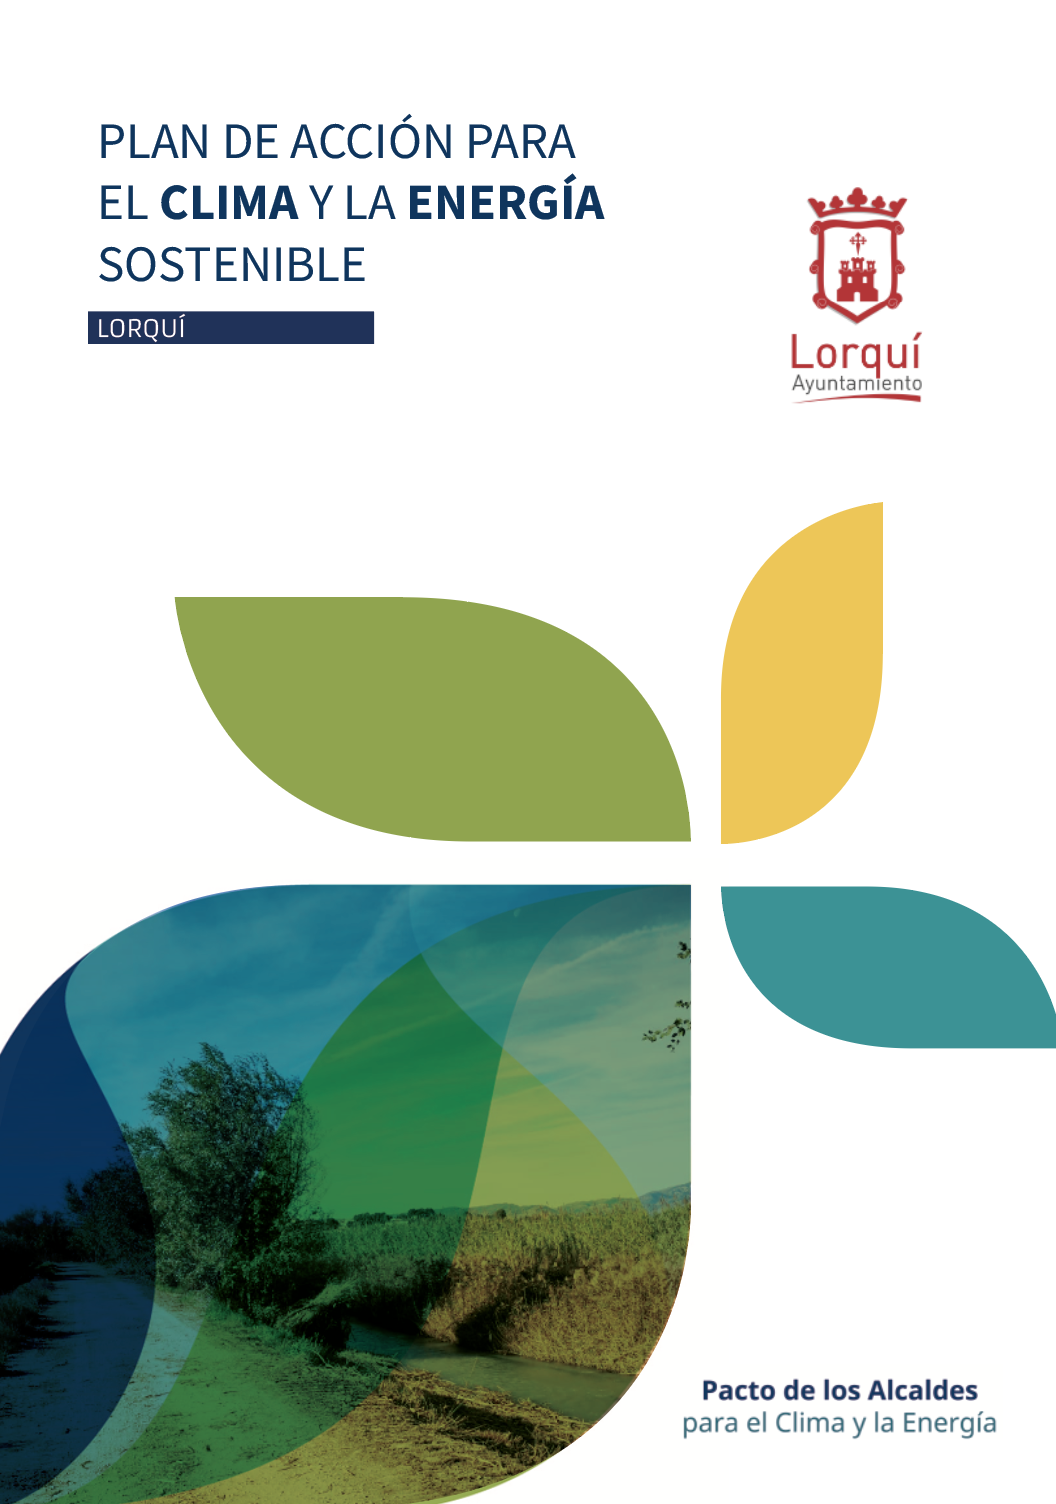 PLAN DE ACCIÓN PARA
EL CLIMA Y LA ENERGÍA
SOSTENIBLE
LORQUÍ
Lorquí
Ayuntamiento
Pacto de los Alcaldes
para el Clima y la Energía